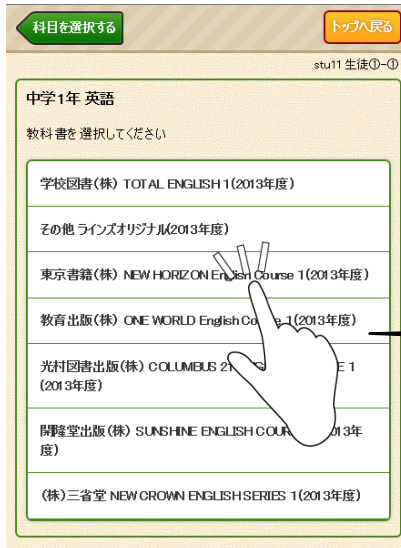 科目を選択する
トップへ戻る
stu11 生徒①-①
中学1年 英語
教科書を選択してください
学校図書(株) TOTAL ENGLISH 1(2013年度)
その他 ラインズオリジナル(2013年度)
東京書籍(株) NEW HORIZON English Course 1(2013年度)
教育出版(株) ONE WORLD English 1(2013年度)
光村図書出版(株) COLUMBUS 21 1
(2013年度)
開隆堂出版(株) SUNSHINE ENGLISH 年
度)
(株)三省堂 NEW CROWN ENGLISH SERIES 1(2013年度)